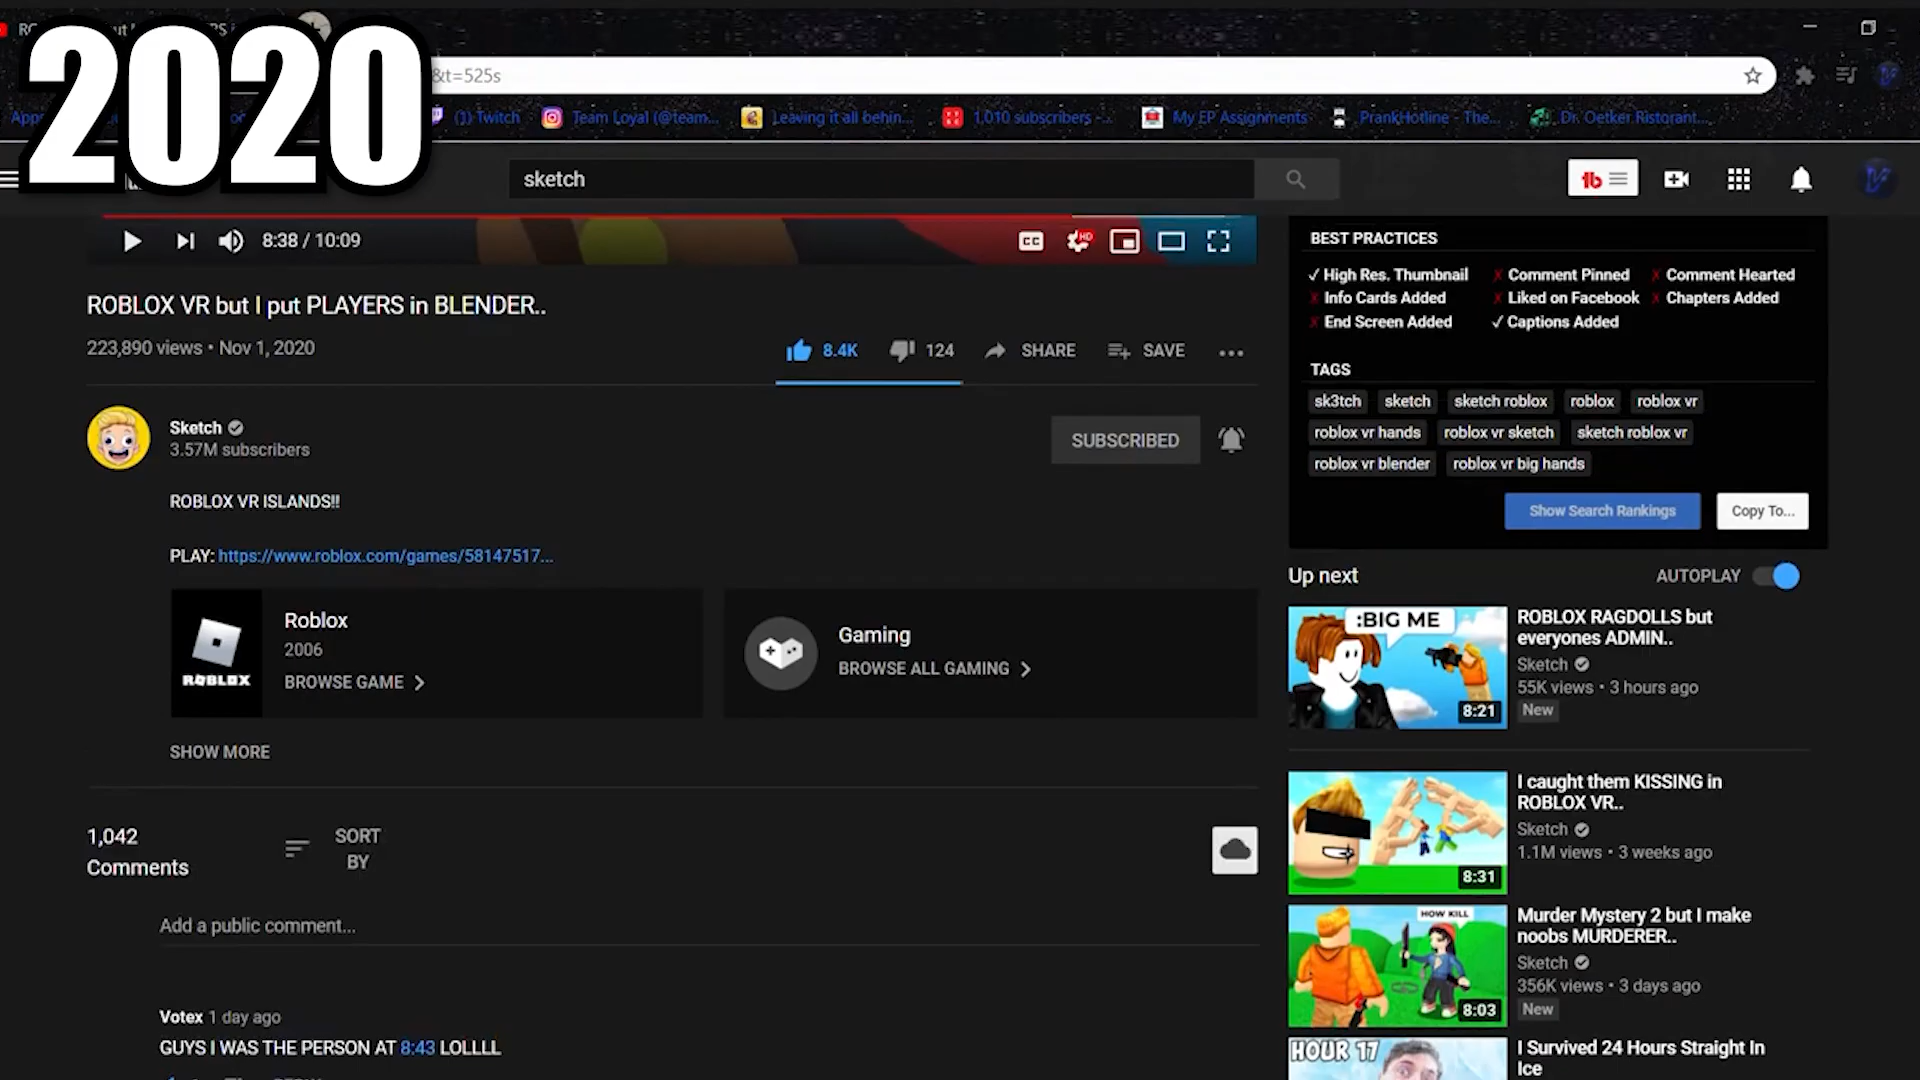 2020
&t=525s
Twitch
Team Loyal (@team...
Leaving it all behin...
1,010 subscribers -...
My EP Assignments
PrankHotline - The...
Dr. Oetker Ristorant...
sketch
8:38 / 10:09
CC
HD
ROBLOX VR but I put PLAYERS in BLENDER..
223,890 views • Nov 1, 2020
8.4K
124
SHARE
SAVE
Sketch
3.57M subscribers
SUBSCRIBED
ROBLOX VR ISLANDS!!
PLAY: https://www.roblox.com/games/58147517...
ROBLOX
Roblox
2006
BROWSE GAME
Gaming
BROWSE ALL GAMING
SHOW MORE
1,042
Comments
SORT
BY
Add a public comment...
Votex 1 day ago
GUYS I WAS THE PERSON AT 8:43 LOLLLL
BEST PRACTICES
High Res. Thumbnail
Comment Pinned
Comment Hearted
Info Cards Added
Liked on Facebook
Chapters Added
End Screen Added
Captions Added
TAGS
sk3tch
sketch
sketch roblox
roblox
roblox vr
roblox vr hands
roblox vr sketch
sketch roblox vr
roblox vr blender
roblox vr big hands
Show Search Rankings
Copy To...
Up next
AUTOPLAY
:BIG ME
8:21
ROBLOX RAGDOLLS but
everyones ADMIN..
Sketch
55K views • 3 hours ago
New
8:31
I caught them KISSING in
ROBLOX VR..
Sketch
1.1M views • 3 weeks ago
HOW KILL
8:03
Murder Mystery 2 but I make
noobs MURDERER..
Sketch
356K views • 3 days ago
New
HOUR 17
I Survived 24 Hours Straight In
Ice